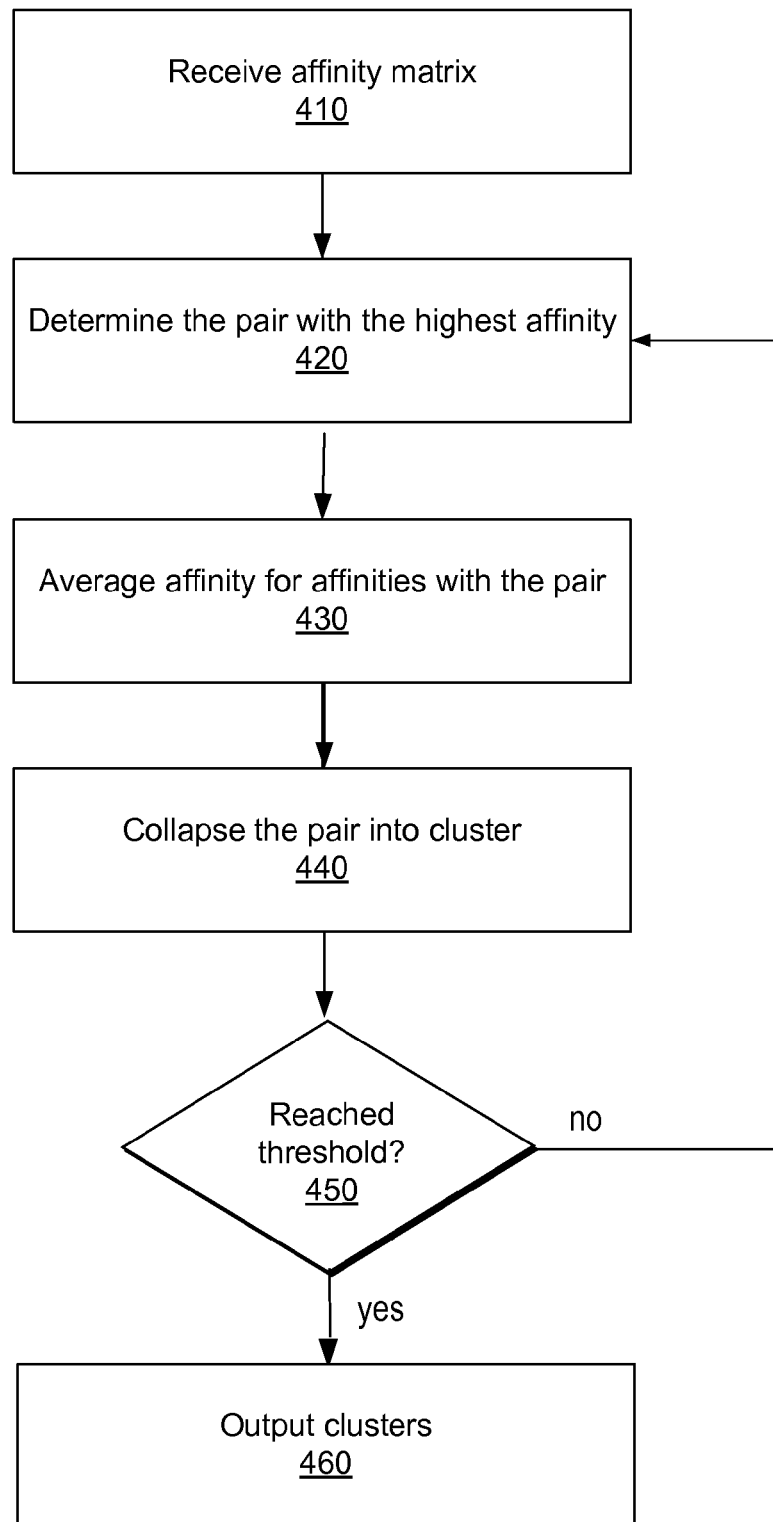 Receive affinity matrix
410
Determine the pair with the highest affinity
420
Average affinity for affinities with the pair
430
Collapse the pair into cluster
440
Reached
threshold?
450
no
yes
Output clusters
460